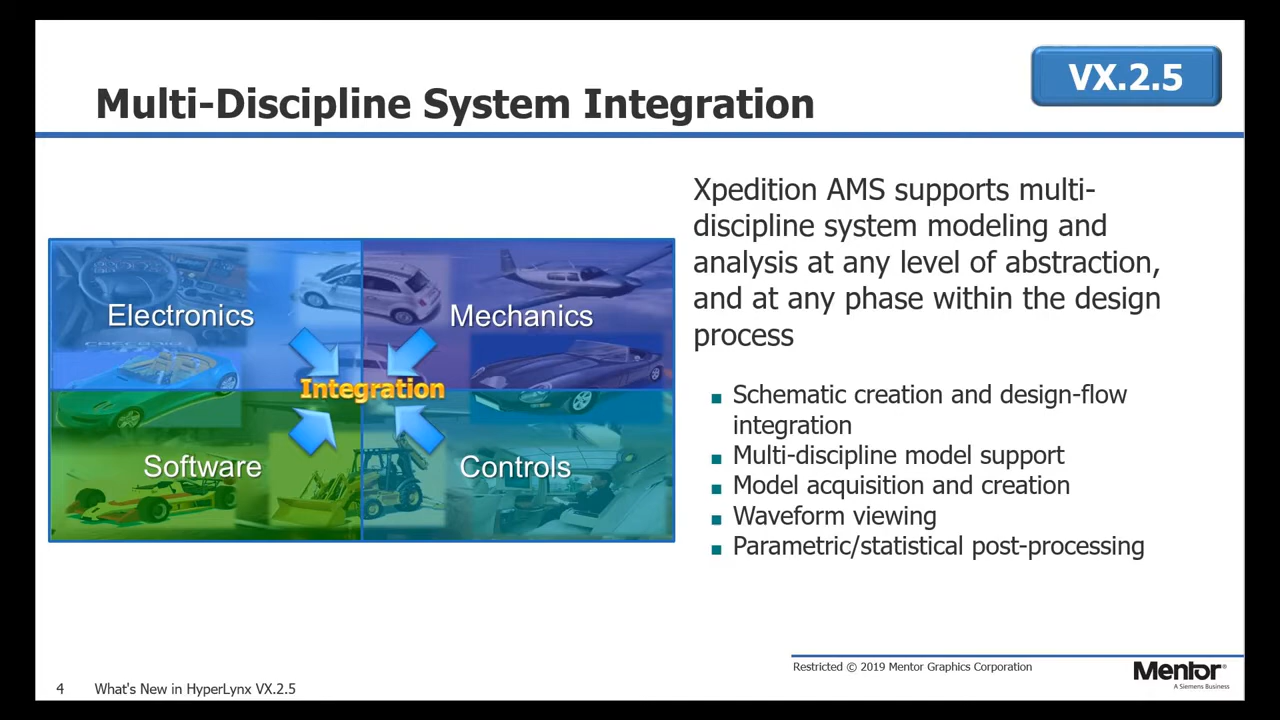 VX.2.5
Multi-Discipline System Integration
Xpedition AMS supports multi-
discipline system modeling and
analysis at any level of abstraction,
and at any phase within the design
process
Electronics
Mechanics
Integration
Software
Controls
Schematic creation and design-flow
integration
Multi-discipline model support
Model acquisition and creation
Waveform viewing
Parametric/statistical post-processing
Restricted © 2019 Mentor Graphics Corporation
Mentor®
A Siemens Business
4 What's New in HyperLynx VX.2.5